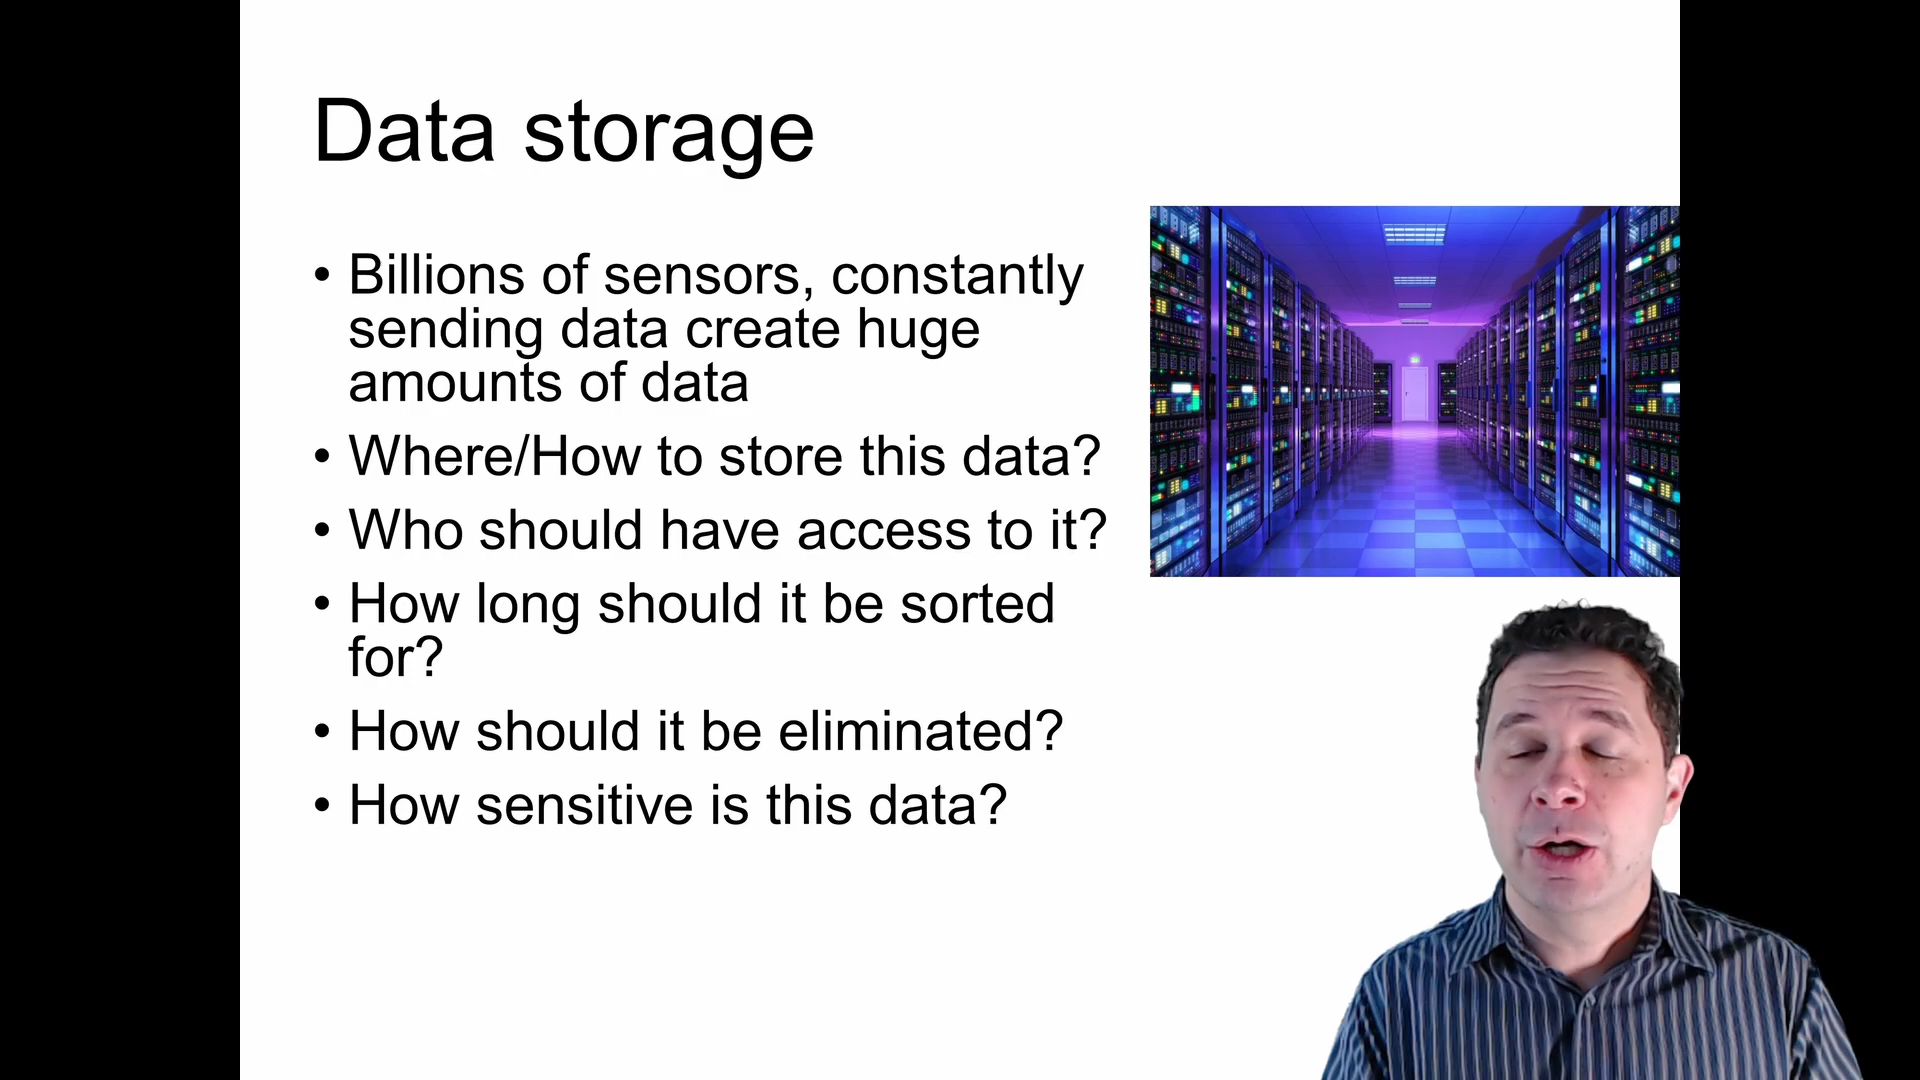 Data storage
• Billions of sensors, constantly
sending data create huge
amounts of data
• Where/How to store this data?
• Who should have access to it?
• How long should it be sorted
for?
• How should it be eliminated?
• How sensitive is this data?